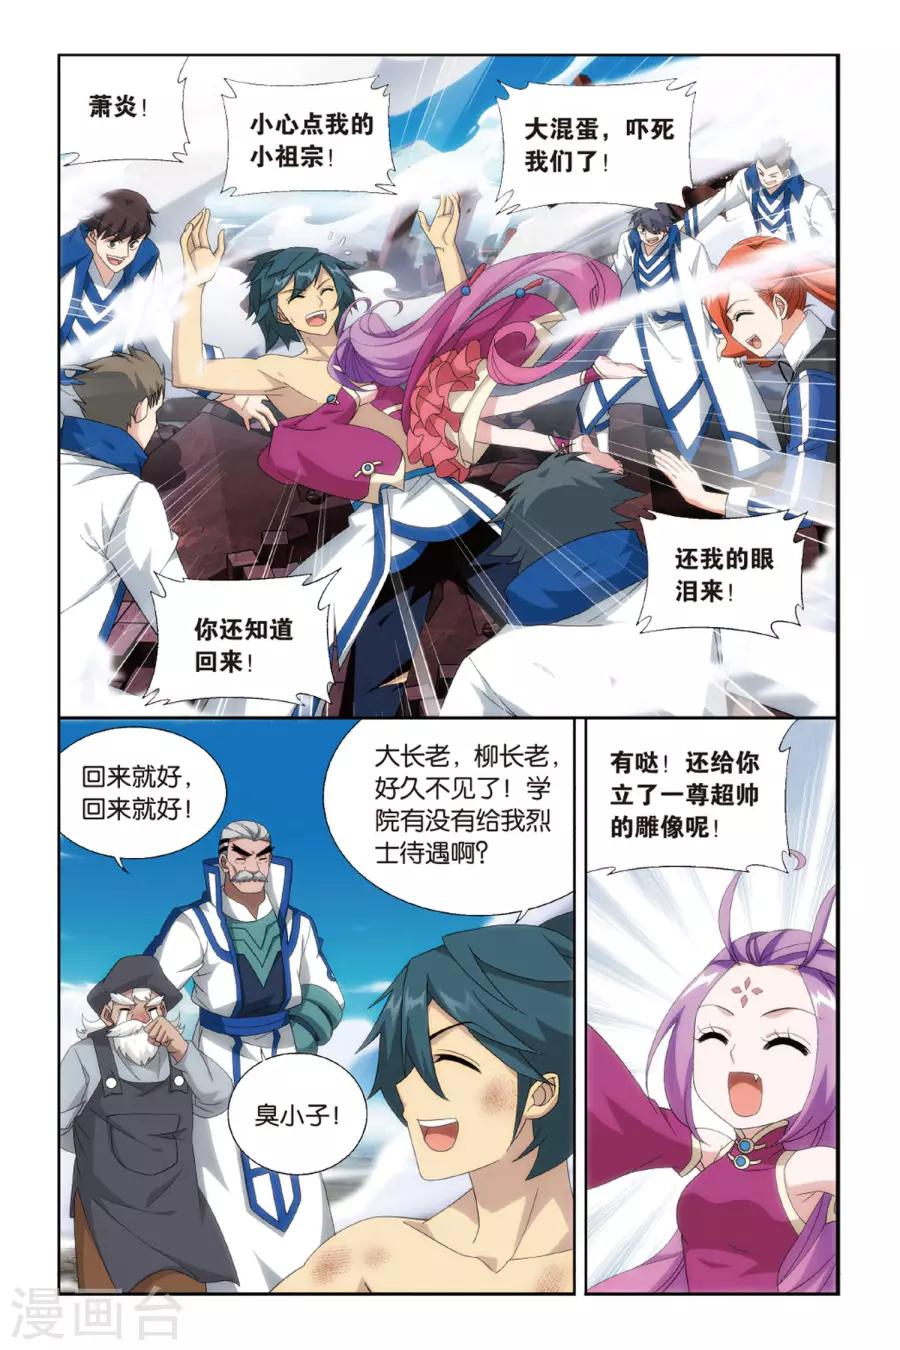 萧炎！
小心点我的
小祖宗！
大混蛋，吓死
我们了！
还我的眼
泪来！
你还知道
回来！
回来就好，
回来就好！
大长老，柳长老，
好久不见了！学
院有没有给我烈
士待遇啊？
臭小子！
有哒！还给你
立了一尊超帅
的雕像呢！
漫画台